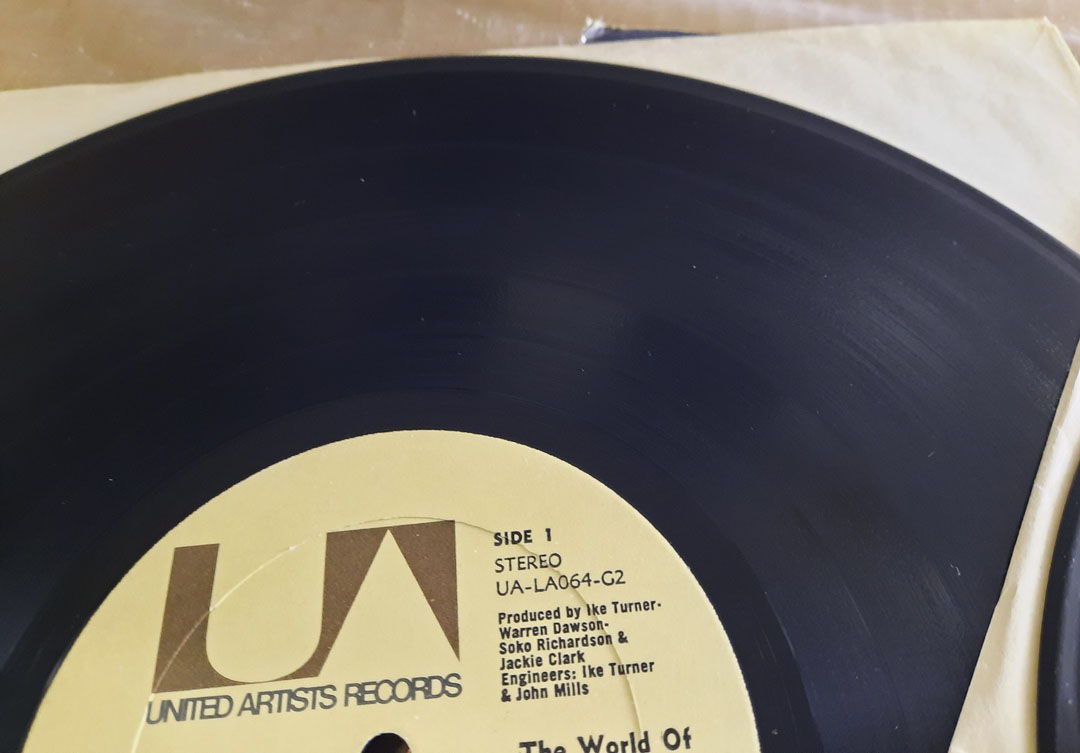 UA
UNITED ARTISTS RECORDS
SIDE 1
STEREO
UA-LA064-G2
Produced by Ike Turner-
Warren Dawson-
Soko Richardson &
Jackie Clark
Engineers: Ike Turner
& John Mills
The World Of